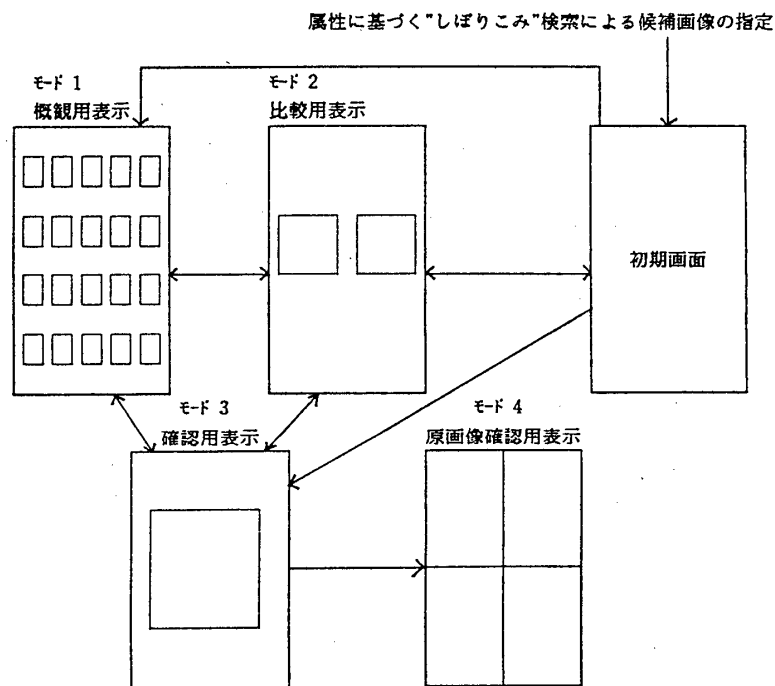 属性に基づく"しぼりこみ"検索による候補画像の指定
モード 1
概観用表示
モード 2
比較用表示
初期画面
モード 3
確認用表示
モード 4
原画像確認用表示